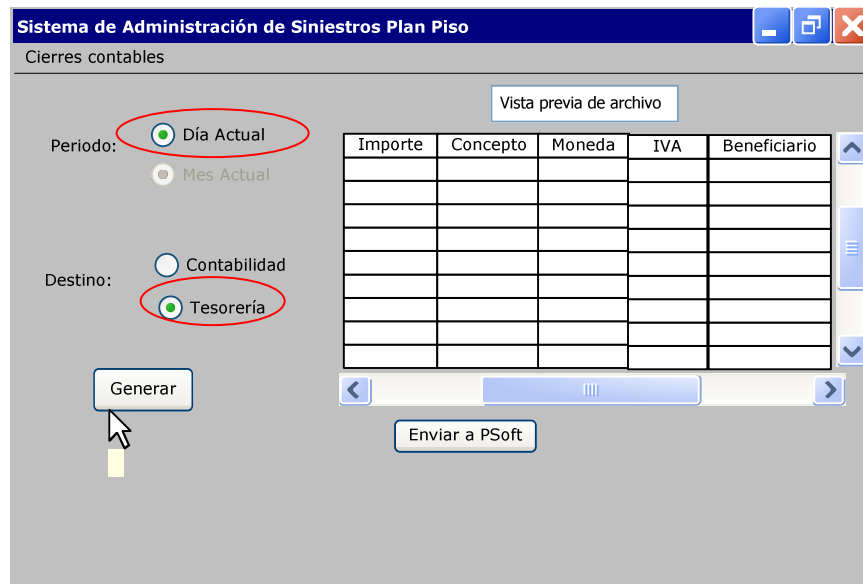 Sistema de Administración de Siniestros Plan Piso
Cierres contables
Vista previa de archivo
Periodo:
Día Actual
Mes Actual
Importe Concepto Moneda IVA Beneficiario
Destino:
Contabilidad
Tesorería
Generar
Enviar a PSoft